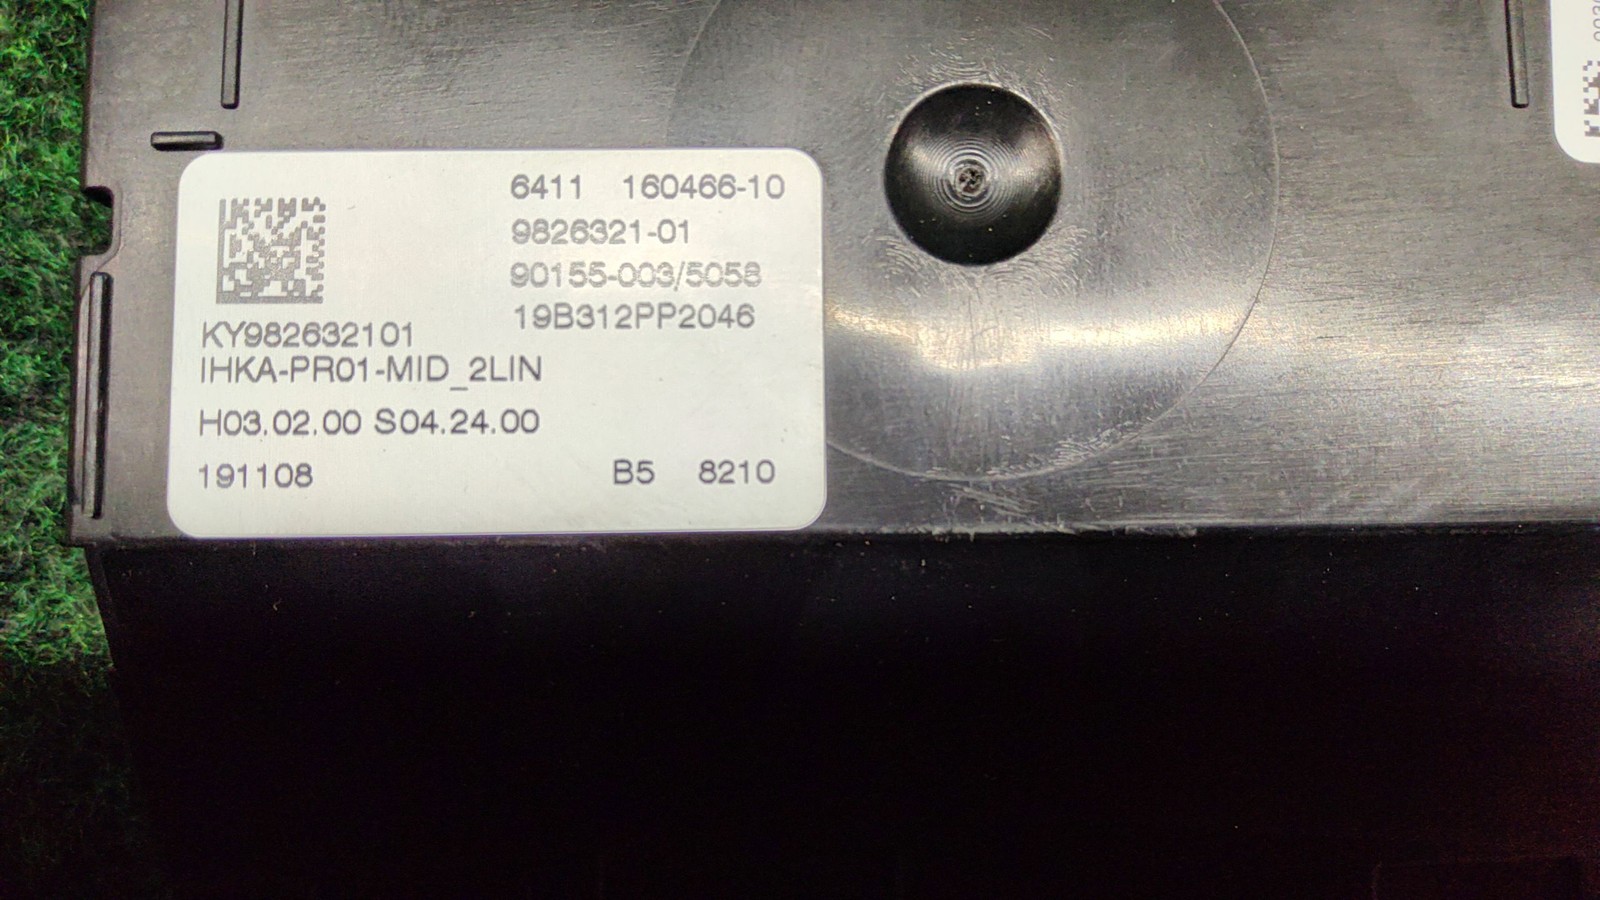 6411 160466-10
9826321-01
90155-003/5058
19B312PP2046
KY982632101
IHKA-PR01-MID_2LIN
H03.02.00 S04.24.00
191108 B5 8210